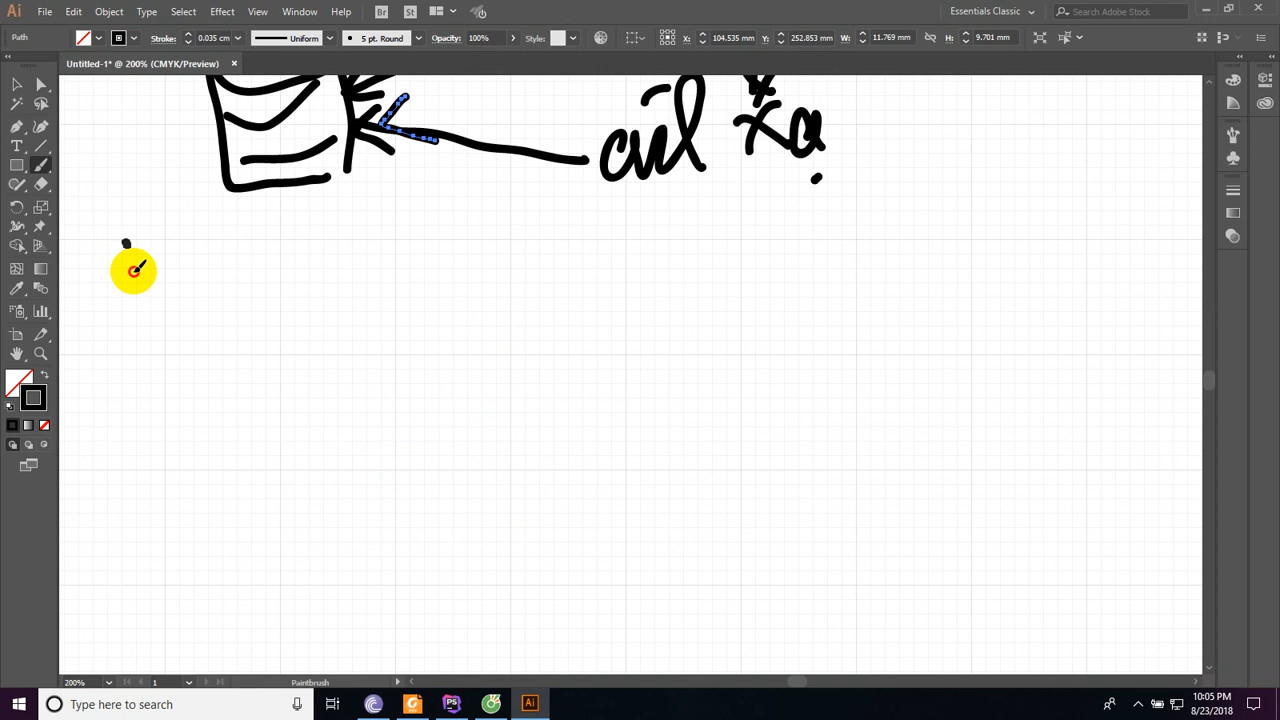 File Edit Object Type Select Effect View Window Help
Essentials Classic
Search Adobe Stock
Path
Stroke: 0.035 cm
Uniform
5 pt. Round
Opacity: 100%
Style:
X: 104.535 mm
Y: 252.853 mm
W: 11.769 mm
H: 9.701 mm
Untitled-1* @ 200% (CMYK/Preview)
200%
1
Paintbrush
Type here to search
10:05 PM
8/23/2018